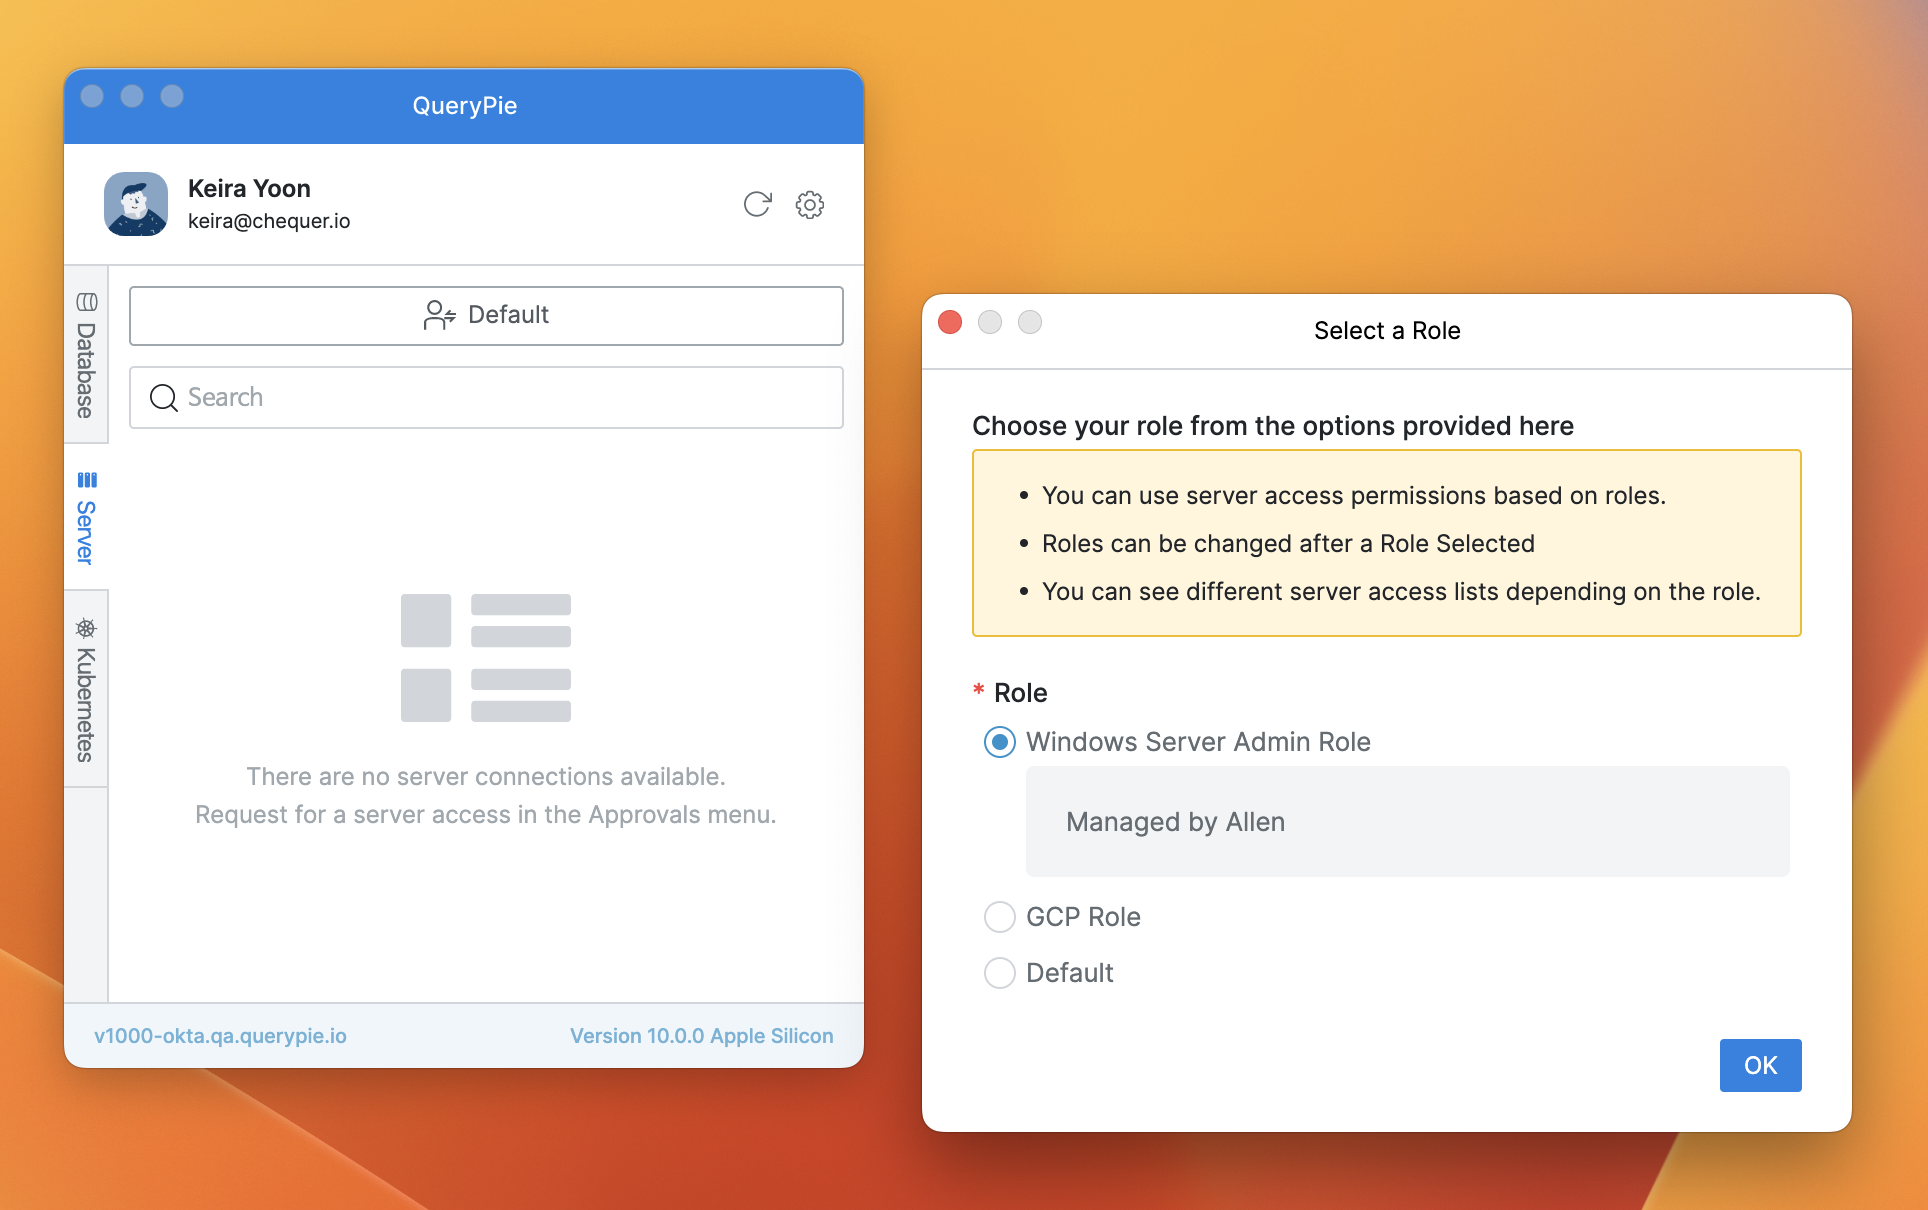 QueryPie
Keira Yoon
keira@chequer.io
Database
Server
Kubernetes
Default
Search
There are no server connections available.
Request for a server access in the Approvals menu.
v1000-okta.qa.querypie.io
Version 10.0.0 Apple Silicon
Select a Role
Choose your role from the options provided here
• You can use server access permissions based on roles.
• Roles can be changed after a Role Selected
• You can see different server access lists depending on the role.
* Role
Windows Server Admin Role
Managed by Allen
GCP Role
Default
OK